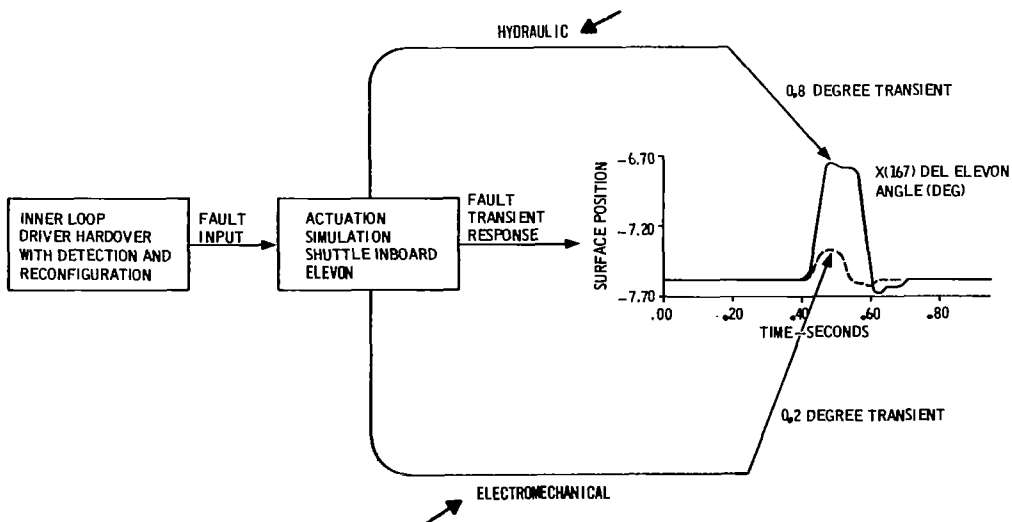 HYDRAULIC
0.8 DEGREE TRANSIENT
INNER LOOP
DRIVER HARDOVER
WITH DETECTION AND
RECONFIGURATION
FAULT
INPUT
ACTUATION
SIMULATION
SHUTTLE INBOARD
ELEVON
FAULT
TRANSIENT
RESPONSE
SURFACE POSITION
-6.70
-7.20
-7.70
X(167) DEL ELEVON
ANGLE (DEG)
.00
.20
.40
.60
.80
TIME~SECONDS
0.2 DEGREE TRANSIENT
ELECTROMECHANICAL